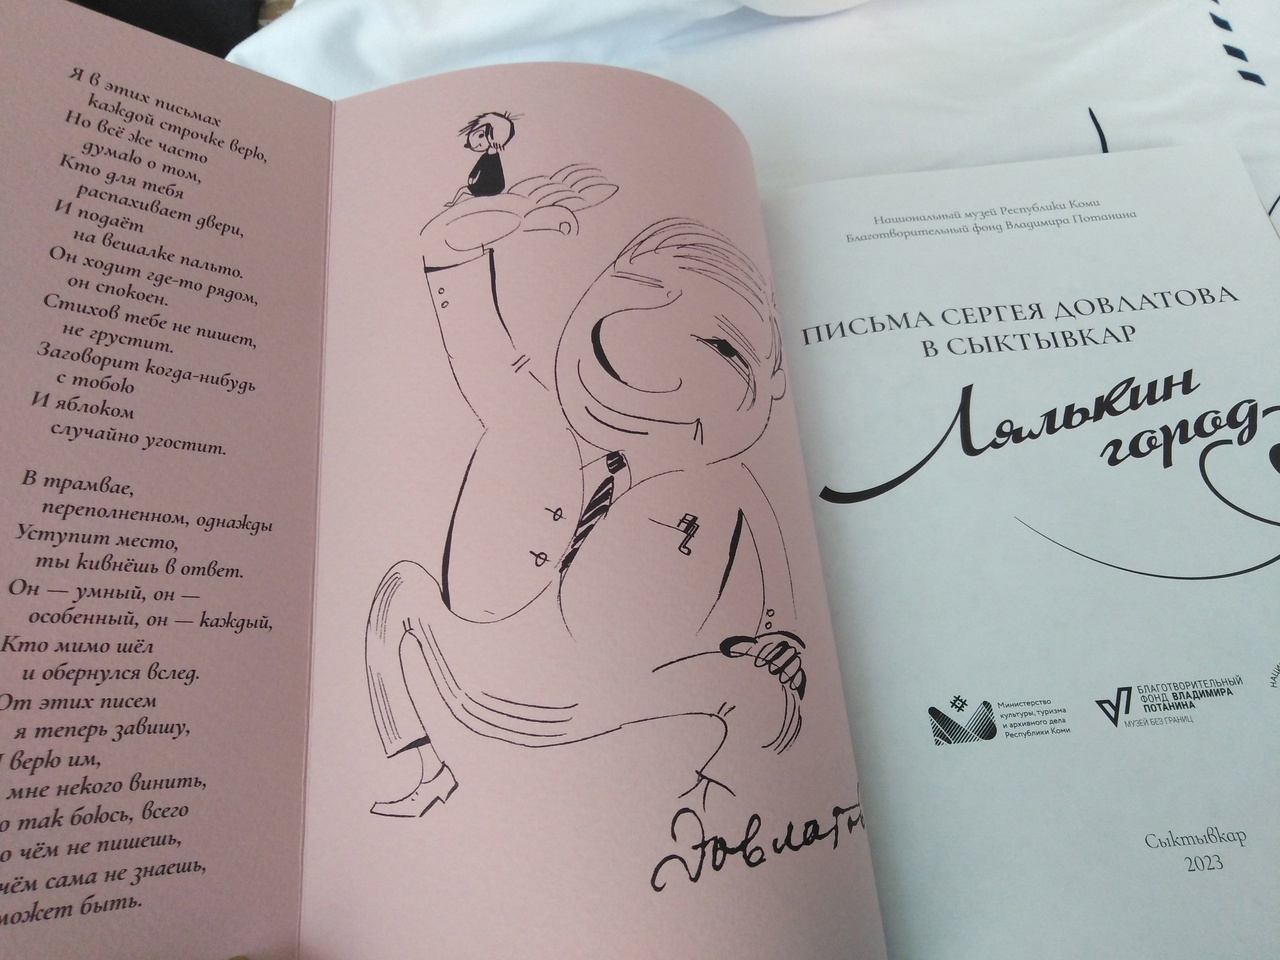 Я в этих письмах
каждой строчке верю,
Но всё же часто
думаю о том,
Кто для тебя
распахивает двери,
И подаёт
на вешалке пальто.
Он ходит где-то рядом,
он спокоен.
Стихов тебе не пишет,
не грустит.
Заговорит когда-нибудь
с тобою
И яблоком
случайно угостит.
В трамвае,
переполненном, однажды
Уступит место,
ты кивнёшь в ответ.
Он — умный, он —
особенный, он — каждый,
Кто мимо шёл
и обернулся вслед.
От этих писем
я теперь завишу,
верю им,
мне некого винить,
так боюсь, всего
о чём не пишешь,
чём сама не знаешь,
может быть.
Довлатов
Национальный музей Республики Коми
Благотворительный фонд Владимира Потанина
ПИСЬМА СЕРГЕЯ ДОВЛАТОВА
В СЫКТЫВКАР
Лялькин
город
Министерство
культуры, туризма
и архивного дела
Республики Коми
БЛАГОТВОРИТЕЛЬНЫЙ
ФОНД ВЛАДИМИРА
ПОТАНИНА
МУЗЕЙ БЕЗ ГРАНИЦ
Сыктывкар
2023